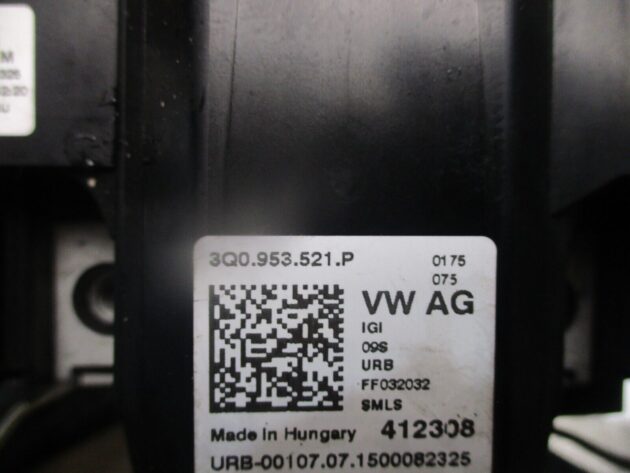 M
3Q0.953.521.P
0175
075
VW AG
IGI
09S
URB
FF032032
SMLS
Made in Hungary 412308
URB-00107.07.1500082325